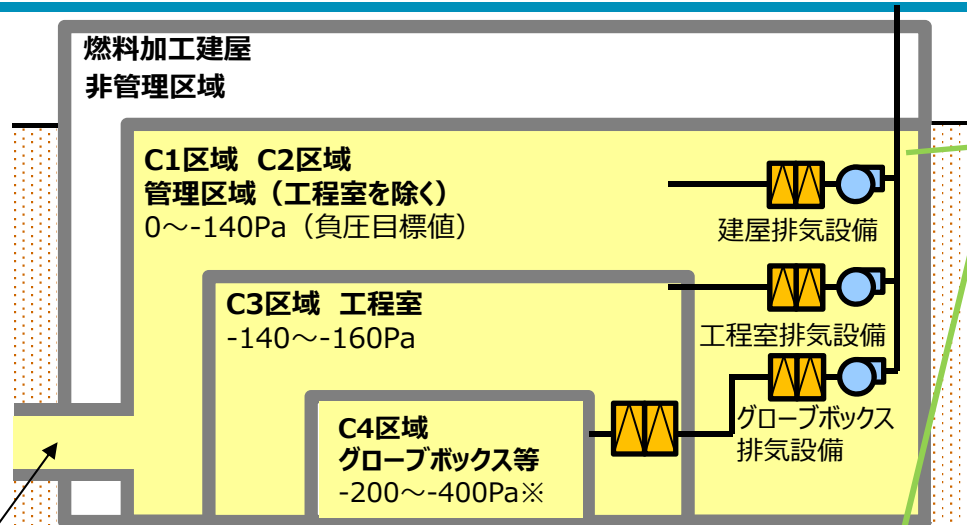 燃料加工建屋
非管理区域
C1区域 C2区域
管理区域（工程室を除く）
0～-140Pa（負圧目標値）
建屋排気設備
C3区域 工程室
-140～-160Pa
工程室排気設備
C4区域
グローブボックス等
-200～-400Pa※
グローブボックス
排気設備